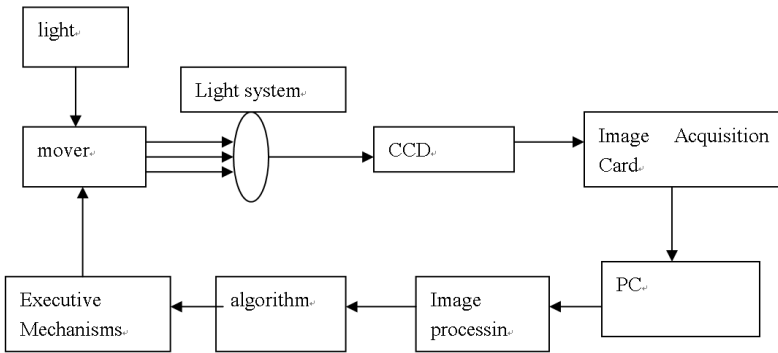 light
Light system
mover
CCD
Image Acquisition
Card
Executive
Mechanisms
algorithm
Image
processin
PC